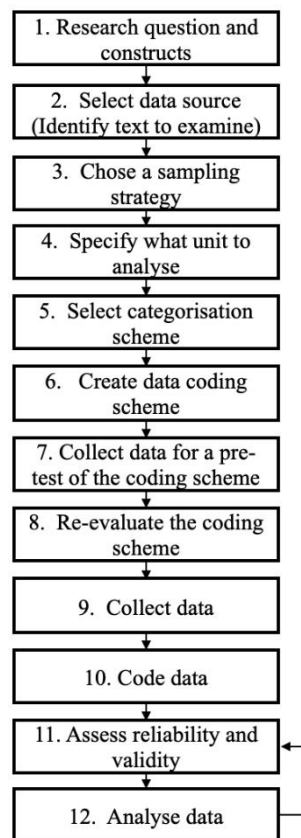 1. Research question and
constructs
2. Select data source
(Identify text to examine)
3. Chose a sampling
strategy
4. Specify what unit to
analyse
5. Select categorisation
scheme
6. Create data coding
scheme
7. Collect data for a pre-
test of the coding scheme
8. Re-evaluate the coding
scheme
9. Collect data
10. Code data
11. Assess reliability and
validity
12. Analyse data